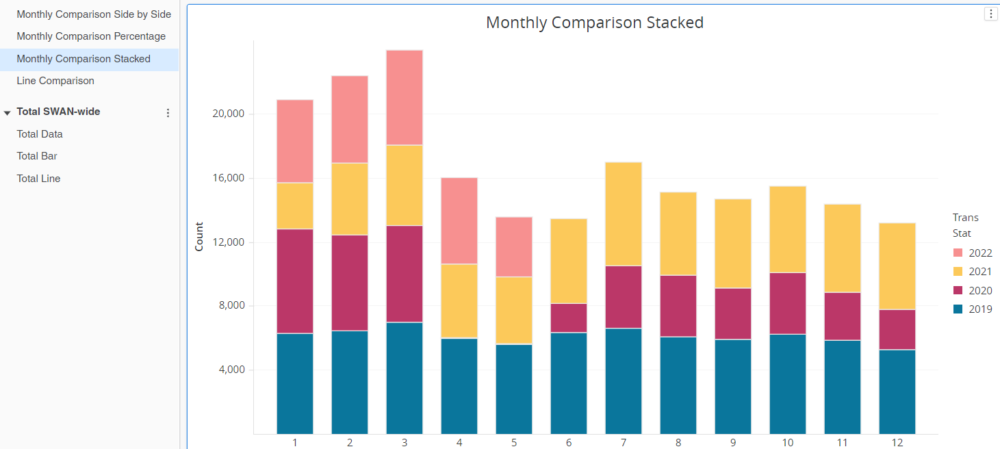 Monthly Comparison Side by Side
Monthly Comparison Percentage
Monthly Comparison Stacked
Line Comparison
Total SWAN-wide
Total Data
Total Bar
Total Line
Monthly Comparison Stacked
Count
20,000
16,000
12,000
8,000
4,000
1 2 3 4 5 6 7 8 9 10 11 12
Trans
Stat
2022
2021
2020
2019